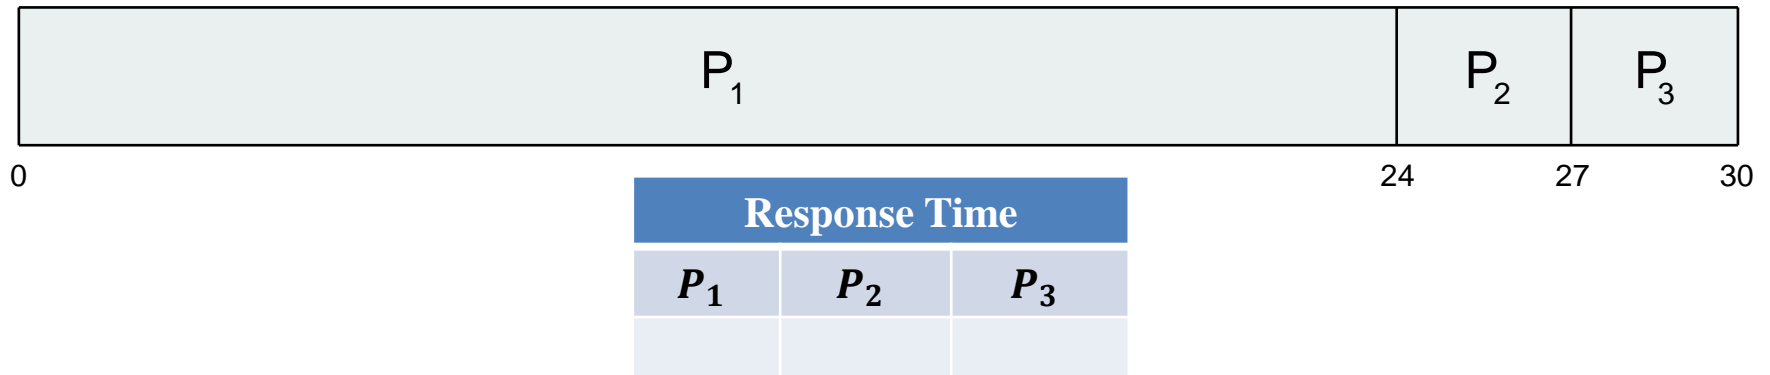 P₁ P₂ P₃
0 24 27 30
Response Time
P₁ P₂ P₃